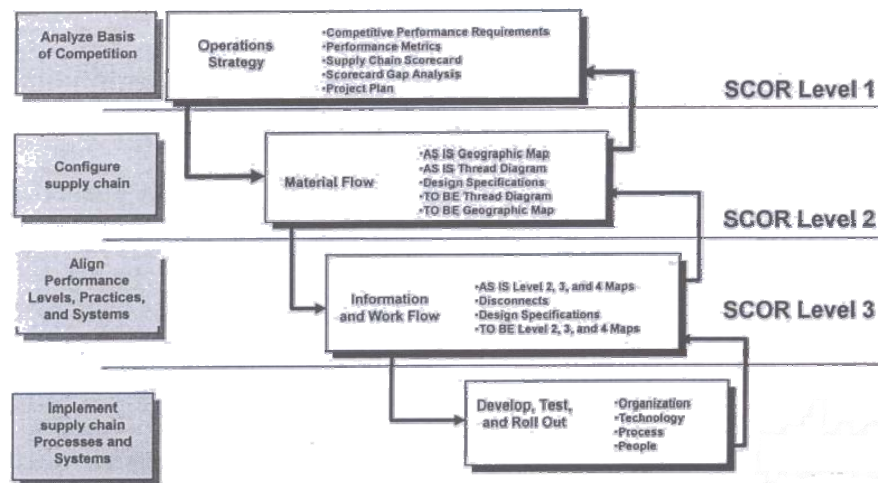 Analyze Basis
of Competition
Operations
Strategy
•Competitive Performance Requirements
•Performance Metrics
•Supply Chain Scorecard
•Scorecard Gap Analysis
•Project Plan
SCOR Level 1
Configure
supply chain
Material Flow
•AS IS Geographic Map
•AS IS Thread Diagram
•Design Specifications
•TO BE Thread Diagram
•TO BE Geographic Map
SCOR Level 2
Align
Performance
Levels, Practices,
and Systems
Information
and Work Flow
•AS IS Level 2, 3, and 4 Maps
•Disconnects
•Design Specifications
•TO BE Level 2, 3, and 4 Maps
SCOR Level 3
Implement
supply chain
Processes and
Systems
Develop, Test,
and Roll Out
•Organization
•Technology
•Process
•People